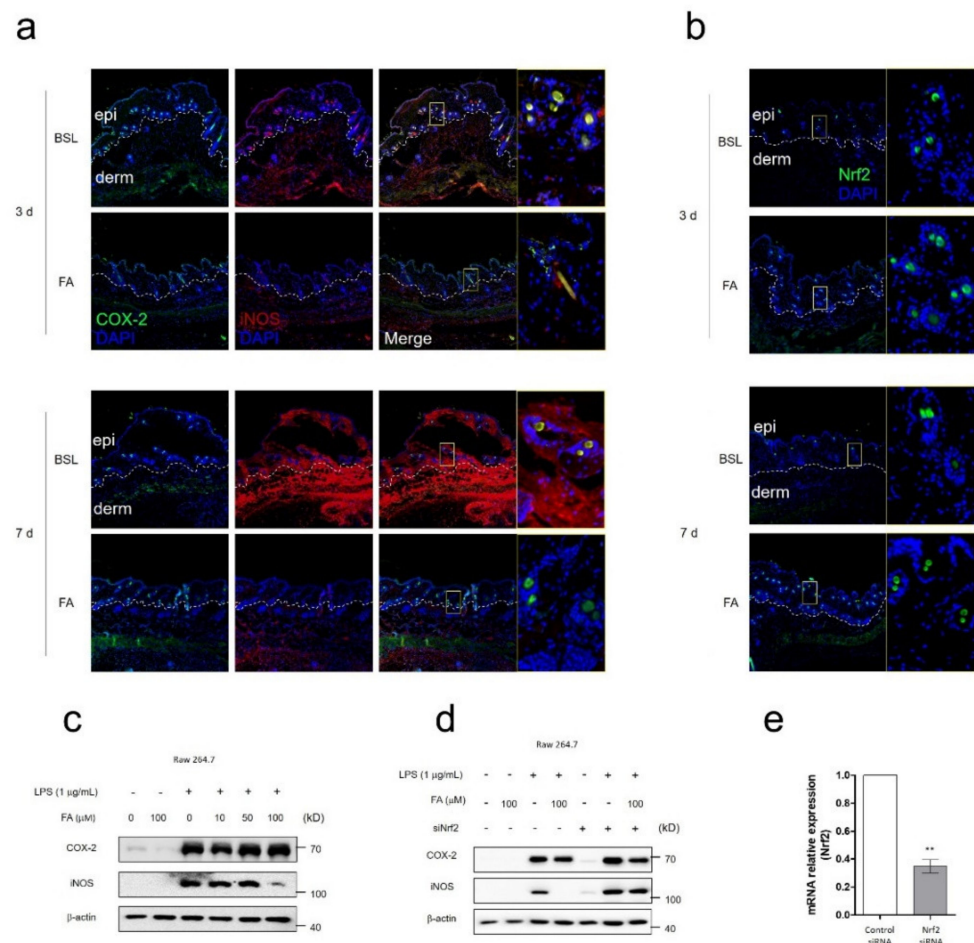 a
b
3 d
BSL
epi
derm
FA
COX-2
DAPI
iNOS
Merge
7 d
BSL
epi
derm
FA
3 d
BSL
epi
derm
Nrf2
DAPI
FA
7 d
BSL
epi
derm
FA
c
Raw 264.7
LPS (1 μg/mL) - - + + + +
FA (μM) 0 100 0 10 50 100 (kD)
COX-2 70
iNOS 100
β-actin 40
d
Raw 264.7
LPS (1 μg/mL) - - + + - + +
FA (μM) - 100 - 100 - - 100
siNrf2 - - - - + + + (kD)
COX-2 70
iNOS 100
β-actin 40
e
mRNA relative expression
(Nrf2)
1.0
0.8
0.6
0.4
0.2
0.0
**
Control
siRNA
Nrf2
siRNA